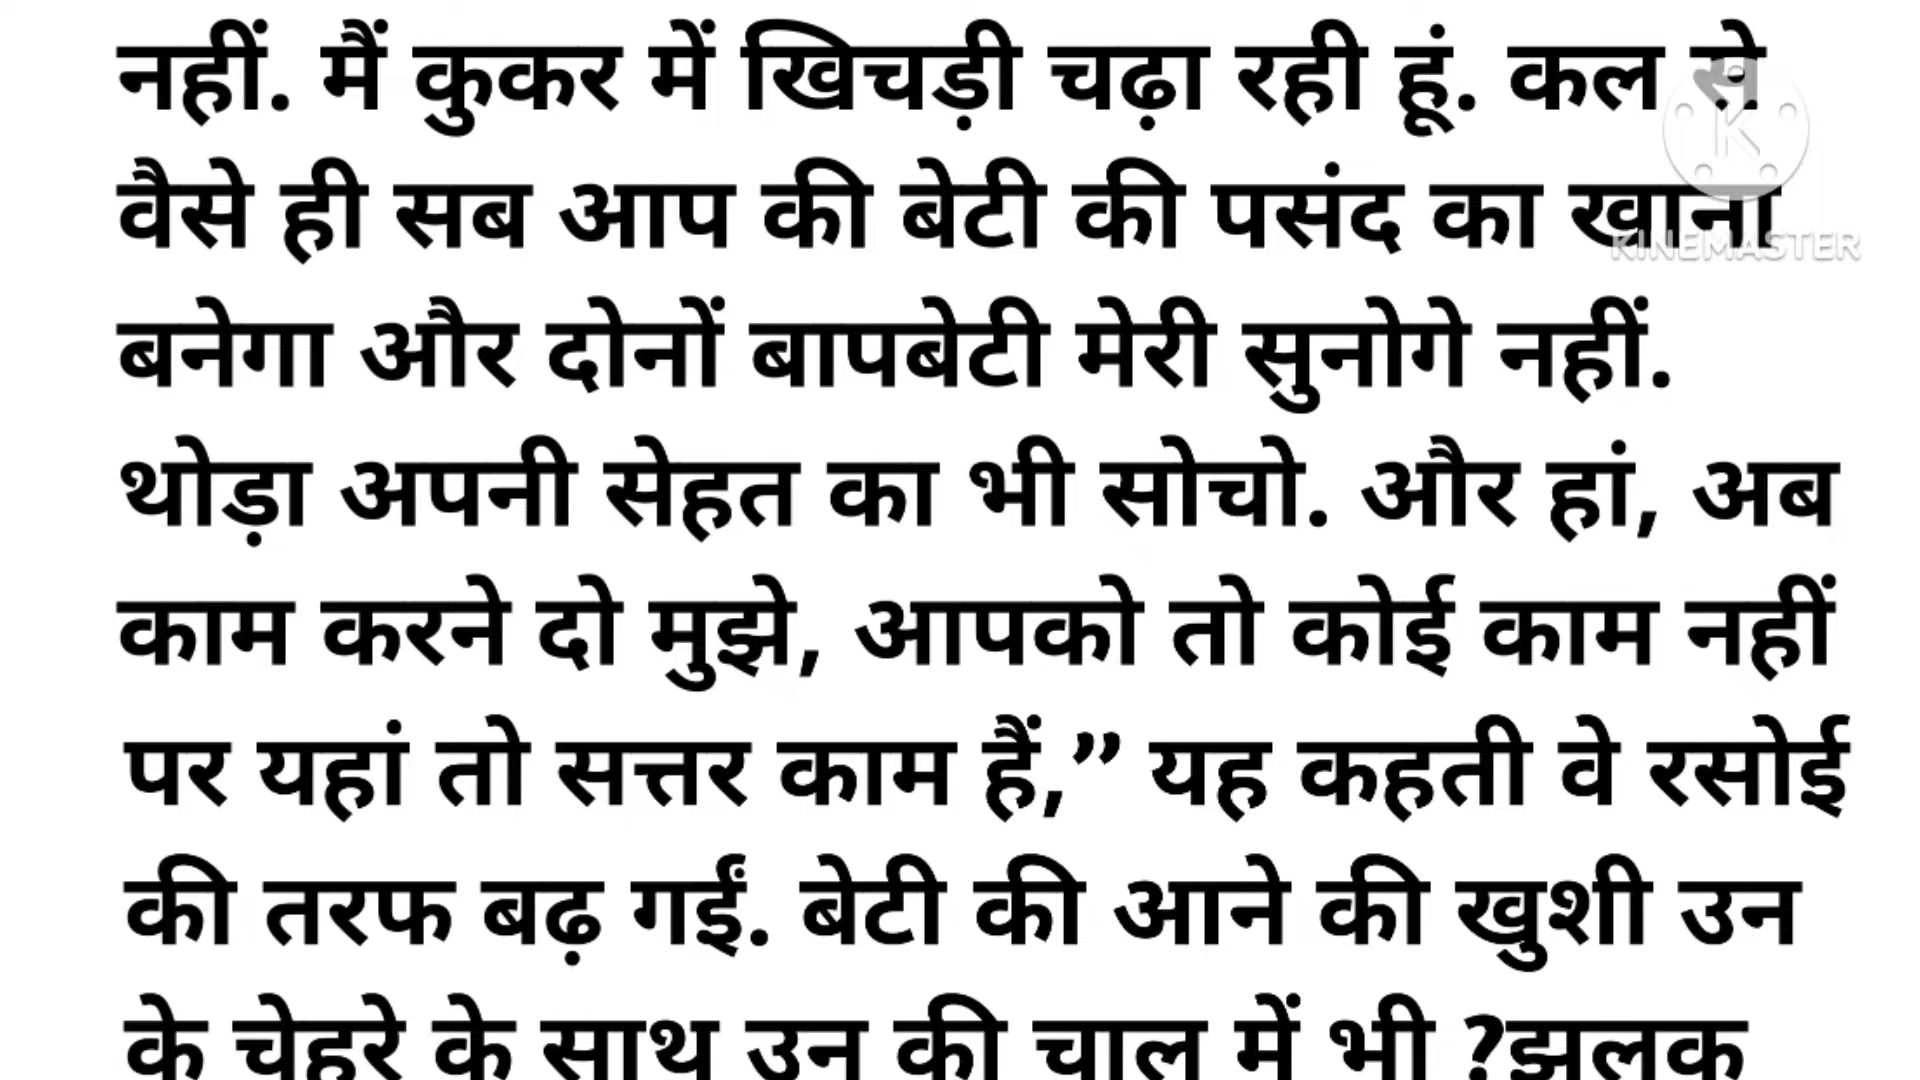 नहीं. मैं कुकर में खिचड़ी चढ़ा रही हूं. कल से
वैसे ही सब आप की बेटी की पसंद का खाना
KINEMASTER
बनेगा और दोनों बापबेटी मेरी सुनोगे नहीं.
थोड़ा अपनी सेहत का भी सोचो. और हां, अब
काम करने दो मुझे, आपको तो कोई काम नहीं
पर यहां तो सत्तर काम हैं,” यह कहती वे रसोई
की तरफ बढ़ गईं. बेटी की आने की खुशी उन
के चेहरे के साथ उन की चाल में भी ?झलक